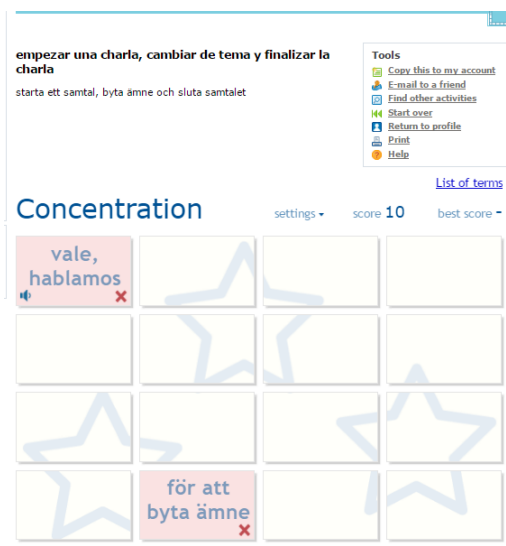 empezar una charla, cambiar de tema y finalizar la
charla
starta ett samtal, byta ämne och sluta samtalet
Tools
Copy this to my account
E-mail to a friend
Find other activities
Start over
Return to profile
Print
Help
List of terms
Concentration
settings
score 10
best score -
vale,
hablamos
för att
byta ämne